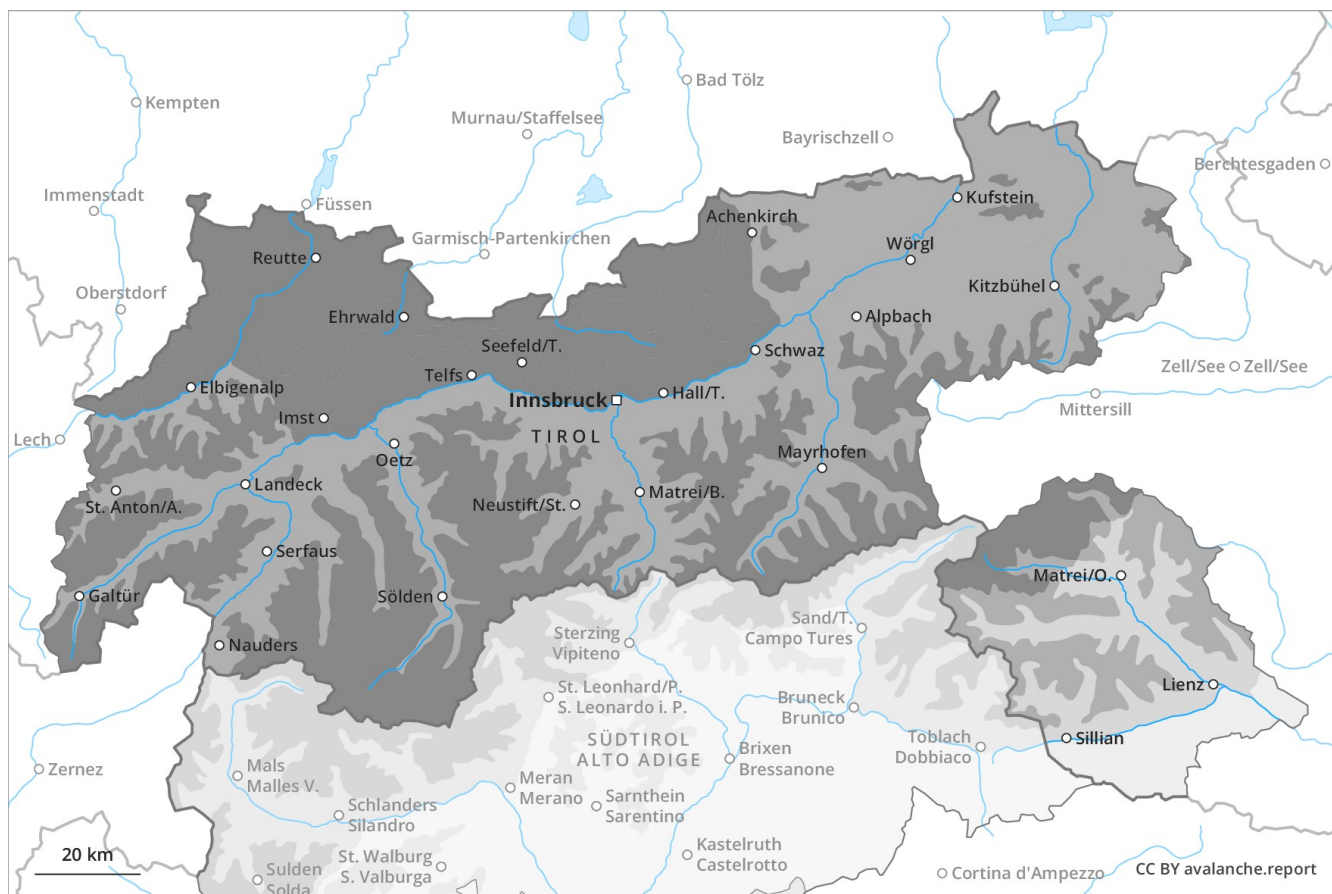 Kempten
Bad Tölz
Murnau/Staffelsee
Bayrischzell
Berchtesgaden
Immenstadt
Füssen
Kufstein
Achenkirch
Garmisch-Partenkirchen
Wörgl
Reutte
Kitzbühel
Oberstdorf
Ehrwald
Alpbach
Seefeld/T.
Schwaz
Telfs
Zell/See
Zell/See
Elbigenalp
Innsbruck
Hall/T.
Mittersill
Imst
TIROL
Lech
Oetz
Mayrhofen
Landeck
Matrei/B.
St. Anton/A.
Neustift/St.
Serfaus
Matrei/O.
Galtür
Sölden
Sand/T.
Campo Tures
Sterzing
Vipiteno
Nauders
Lienz
St. Leonhard/P.
S. Leonardo i. P.
Bruneck
Brunico
SÜDTIROL
ALTO ADIGE
Toblach
Dobbiaco
Sillian
Brixen
Bressanone
Zernez
Mals
Malles V.
Meran
Merano
Sarnthein
Sarentino
Schlanders
Silandro
Kastelruth
Castelrotto
20 km
St. Walburg
S. Valburga
Sulden
Solda
Cortina d'Ampezzo
CC BY avalanche.report